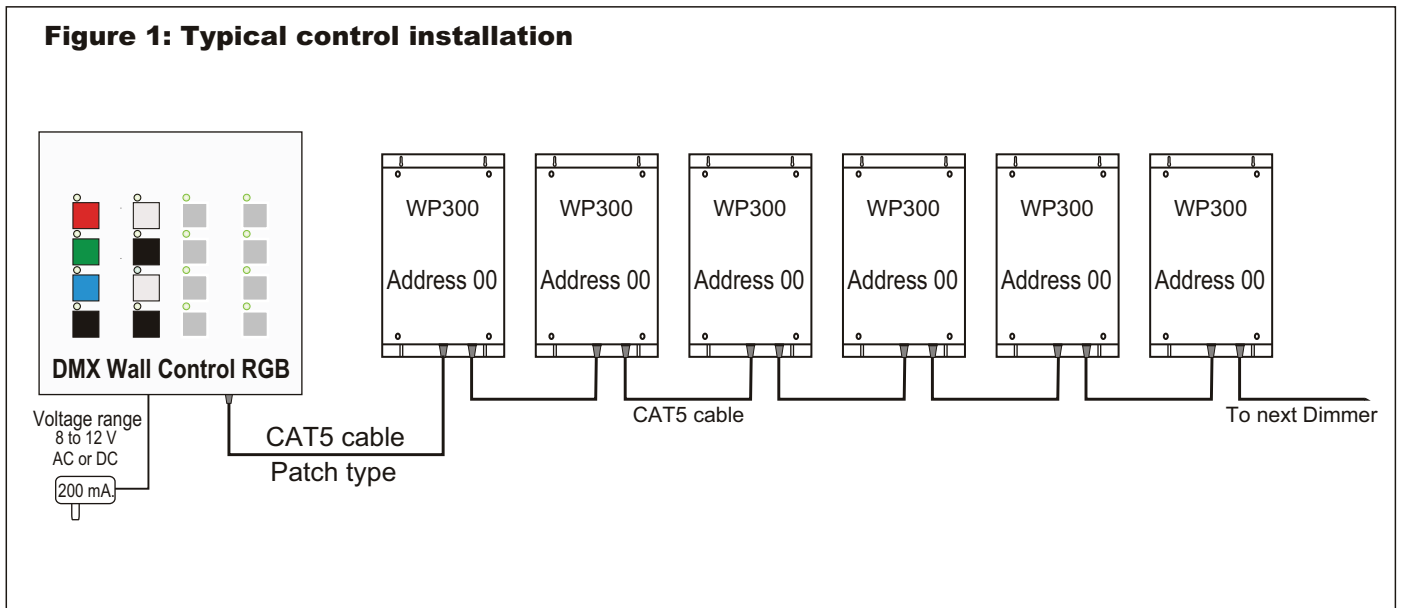 Figure 1: Typical control installation
DMX Wall Control RGB
Voltage range
8 to 12 V
AC or DC
200 mA.
CAT5 cable
Patch type
WP300
Address 00
WP300
Address 00
WP300
Address 00
WP300
Address 00
WP300
Address 00
WP300
Address 00
CAT5 cable
To next Dimmer